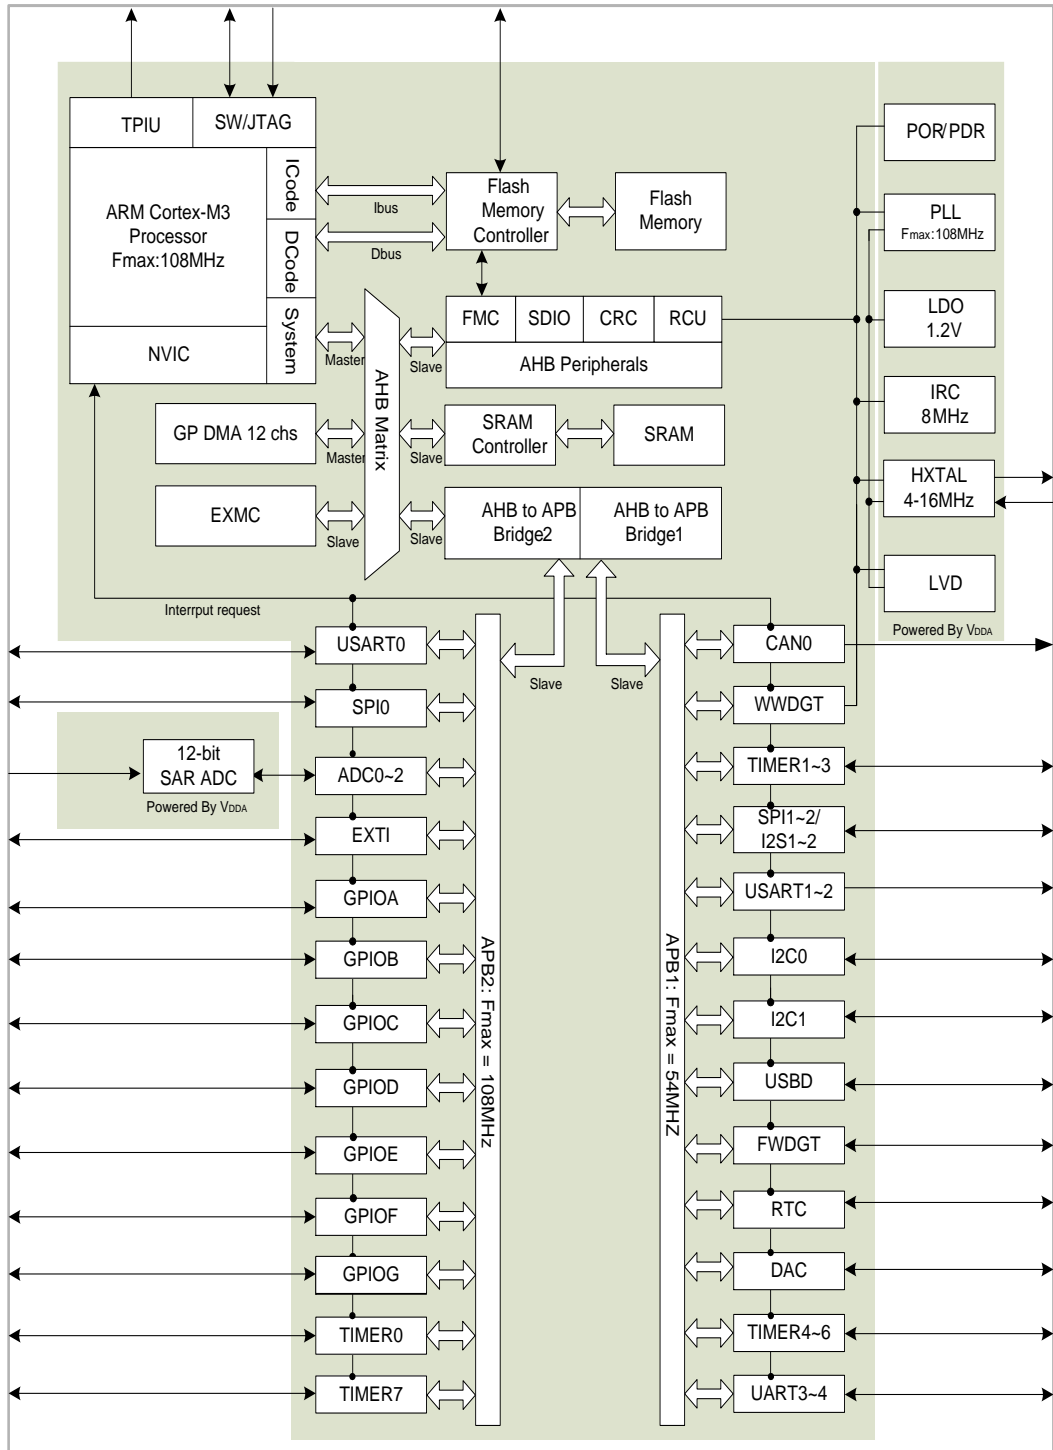 TPIU
SW/JTAG
POR/PDR
ICode
ARM Cortex-M3
Processor
Fmax:108MHz
DCode
Ibus
Dbus
Flash
Memory
Controller
Flash
Memory
PLL
Fmax:108MHz
NVIC
System
Master
Slave
AHB Matrix
FMC
SDIO
CRC
RCU
AHB Peripherals
LDO
1.2V
IRC
8MHz
GP DMA 12 chs
Master
Slave
SRAM
Controller
SRAM
HXTAL
4-16MHz
EXMC
Slave
Slave
AHB to APB
Bridge2
AHB to APB
Bridge1
LVD
Powered By VDDA
Interrput request
Slave
Slave
USART0
SPI0
12-bit
SAR ADC
Powered By VDDA
ADC0~2
EXTI
GPIOA
GPIOB
GPIOC
GPIOD
GPIOE
GPIOF
GPIOG
TIMER0
TIMER7
APB2: Fmax = 108MHz
APB1: Fmax = 54MHZ
CAN0
WWDGT
TIMER1~3
SPI1~2/
I2S1~2
USART1~2
I2C0
I2C1
USBD
FWDGT
RTC
DAC
TIMER4~6
UART3~4